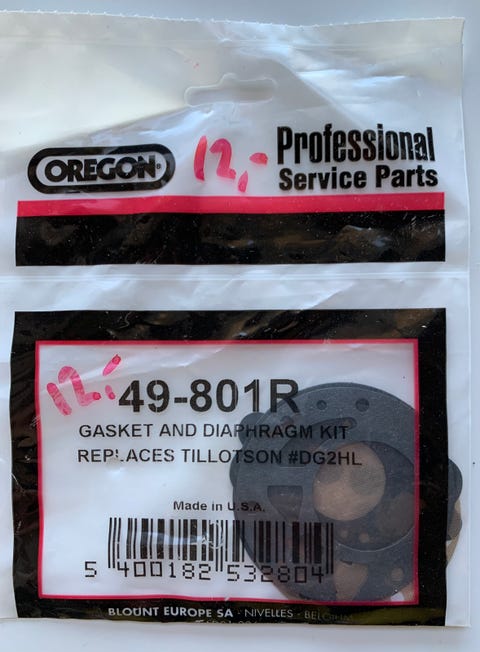 OREGON®
12,-
Professional
Service Parts
12,-
49-801R
GASKET AND DIAPHRAGM KIT
REPLACES TILLOTSON #DG2HL
Made in U.S.A.
5 400182 532804
BLOUNT EUROPE SA - NIVELLES - BELGIUM